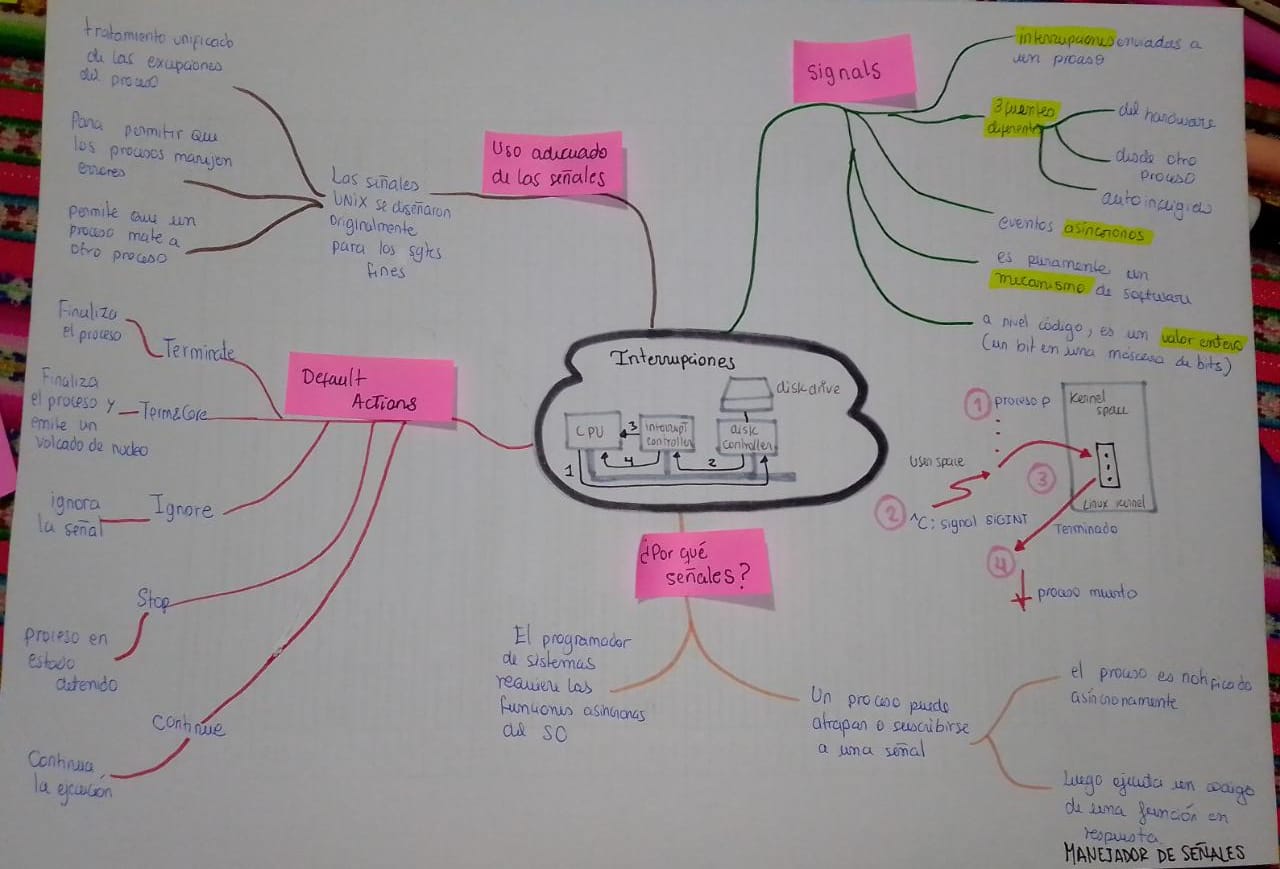 tratamiento unificado
de las exupciones
del proceso
Para permitir que
los procesos manejen
errores
permite que un
proceso mate a
otro proceso
Las señales
UNIX se diseñaron
originalmente
para los sgtes
fines
Uso adecuado
de las señales
signals
interrupciones enviadas a
un proceso
3 fuentes
diferentes
del hardware
desde otro
proceso
autoinfligido
eventos asíncronos
es puramente un
mecanismo de software
a nivel código, es un valor entero
(un bit en una máscara de bits)
Default
Actions
Finaliza
el proceso
Terminate
Finaliza
el proceso y
emite un
volcado de nucleo
Term&Core
ignora
la señal
Ignore
Stop
proceso en
estado
detenido
Continue
Continua
la ejecución
Interrupciones
disk drive
CPU
3
interrupt
controller
disk
controller
4
2
1
¿Por qué
señales?
El programador
de sistemas
requiere las
funciones asincronas
del SO
Un proceso puede
atrapar o suscribirse
a una señal
el proceso es notificado
asíncronamente
Luego ejecuta un codigo
de una función en
respuesta
1 proceso P
Kernel
space
User space
3
2 ^C: signal SIGINT
Linux Kernel
Terminado
4
proceso muerto
MANEJADOR DE SEÑALES